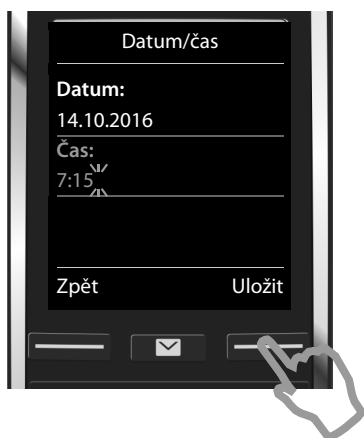 Datum/čas
Datum:
14.10.2016
Čas:
7:15
Zpět Uložit